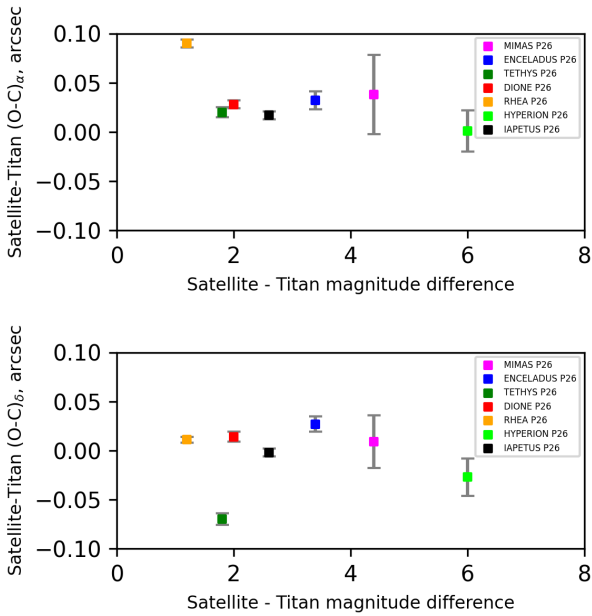 Satellite-Titan (O-C)α, arcsec
0.10
0.05
0.00
−0.05
−0.10
0 2 4 6 8
Satellite - Titan magnitude difference
MIMAS P26
ENCELADUS P26
TETHYS P26
DIONE P26
RHEA P26
HYPERION P26
IAPETUS P26
Satellite-Titan (O-C)δ, arcsec
0.10
0.05
0.00
−0.05
−0.10
0 2 4 6 8
Satellite - Titan magnitude difference
MIMAS P26
ENCELADUS P26
TETHYS P26
DIONE P26
RHEA P26
HYPERION P26
IAPETUS P26